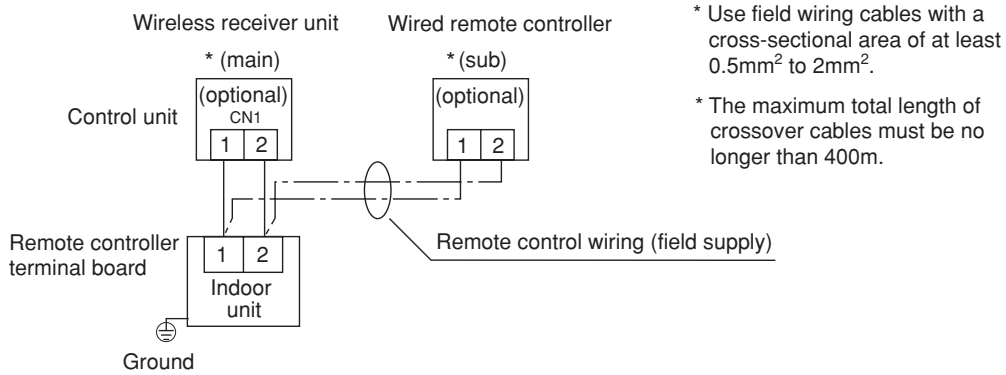 Wireless receiver unit
* (main)
Wired remote controller
* (sub)
* Use field wiring cables with a
cross-sectional area of at least
0.5mm² to 2mm².
* The maximum total length of
crossover cables must be no
longer than 400m.
Control unit
(optional)
CN1
1 2
(optional)
1 2
Remote controller
terminal board
1 2
Indoor
unit
Remote control wiring (field supply)
Ground